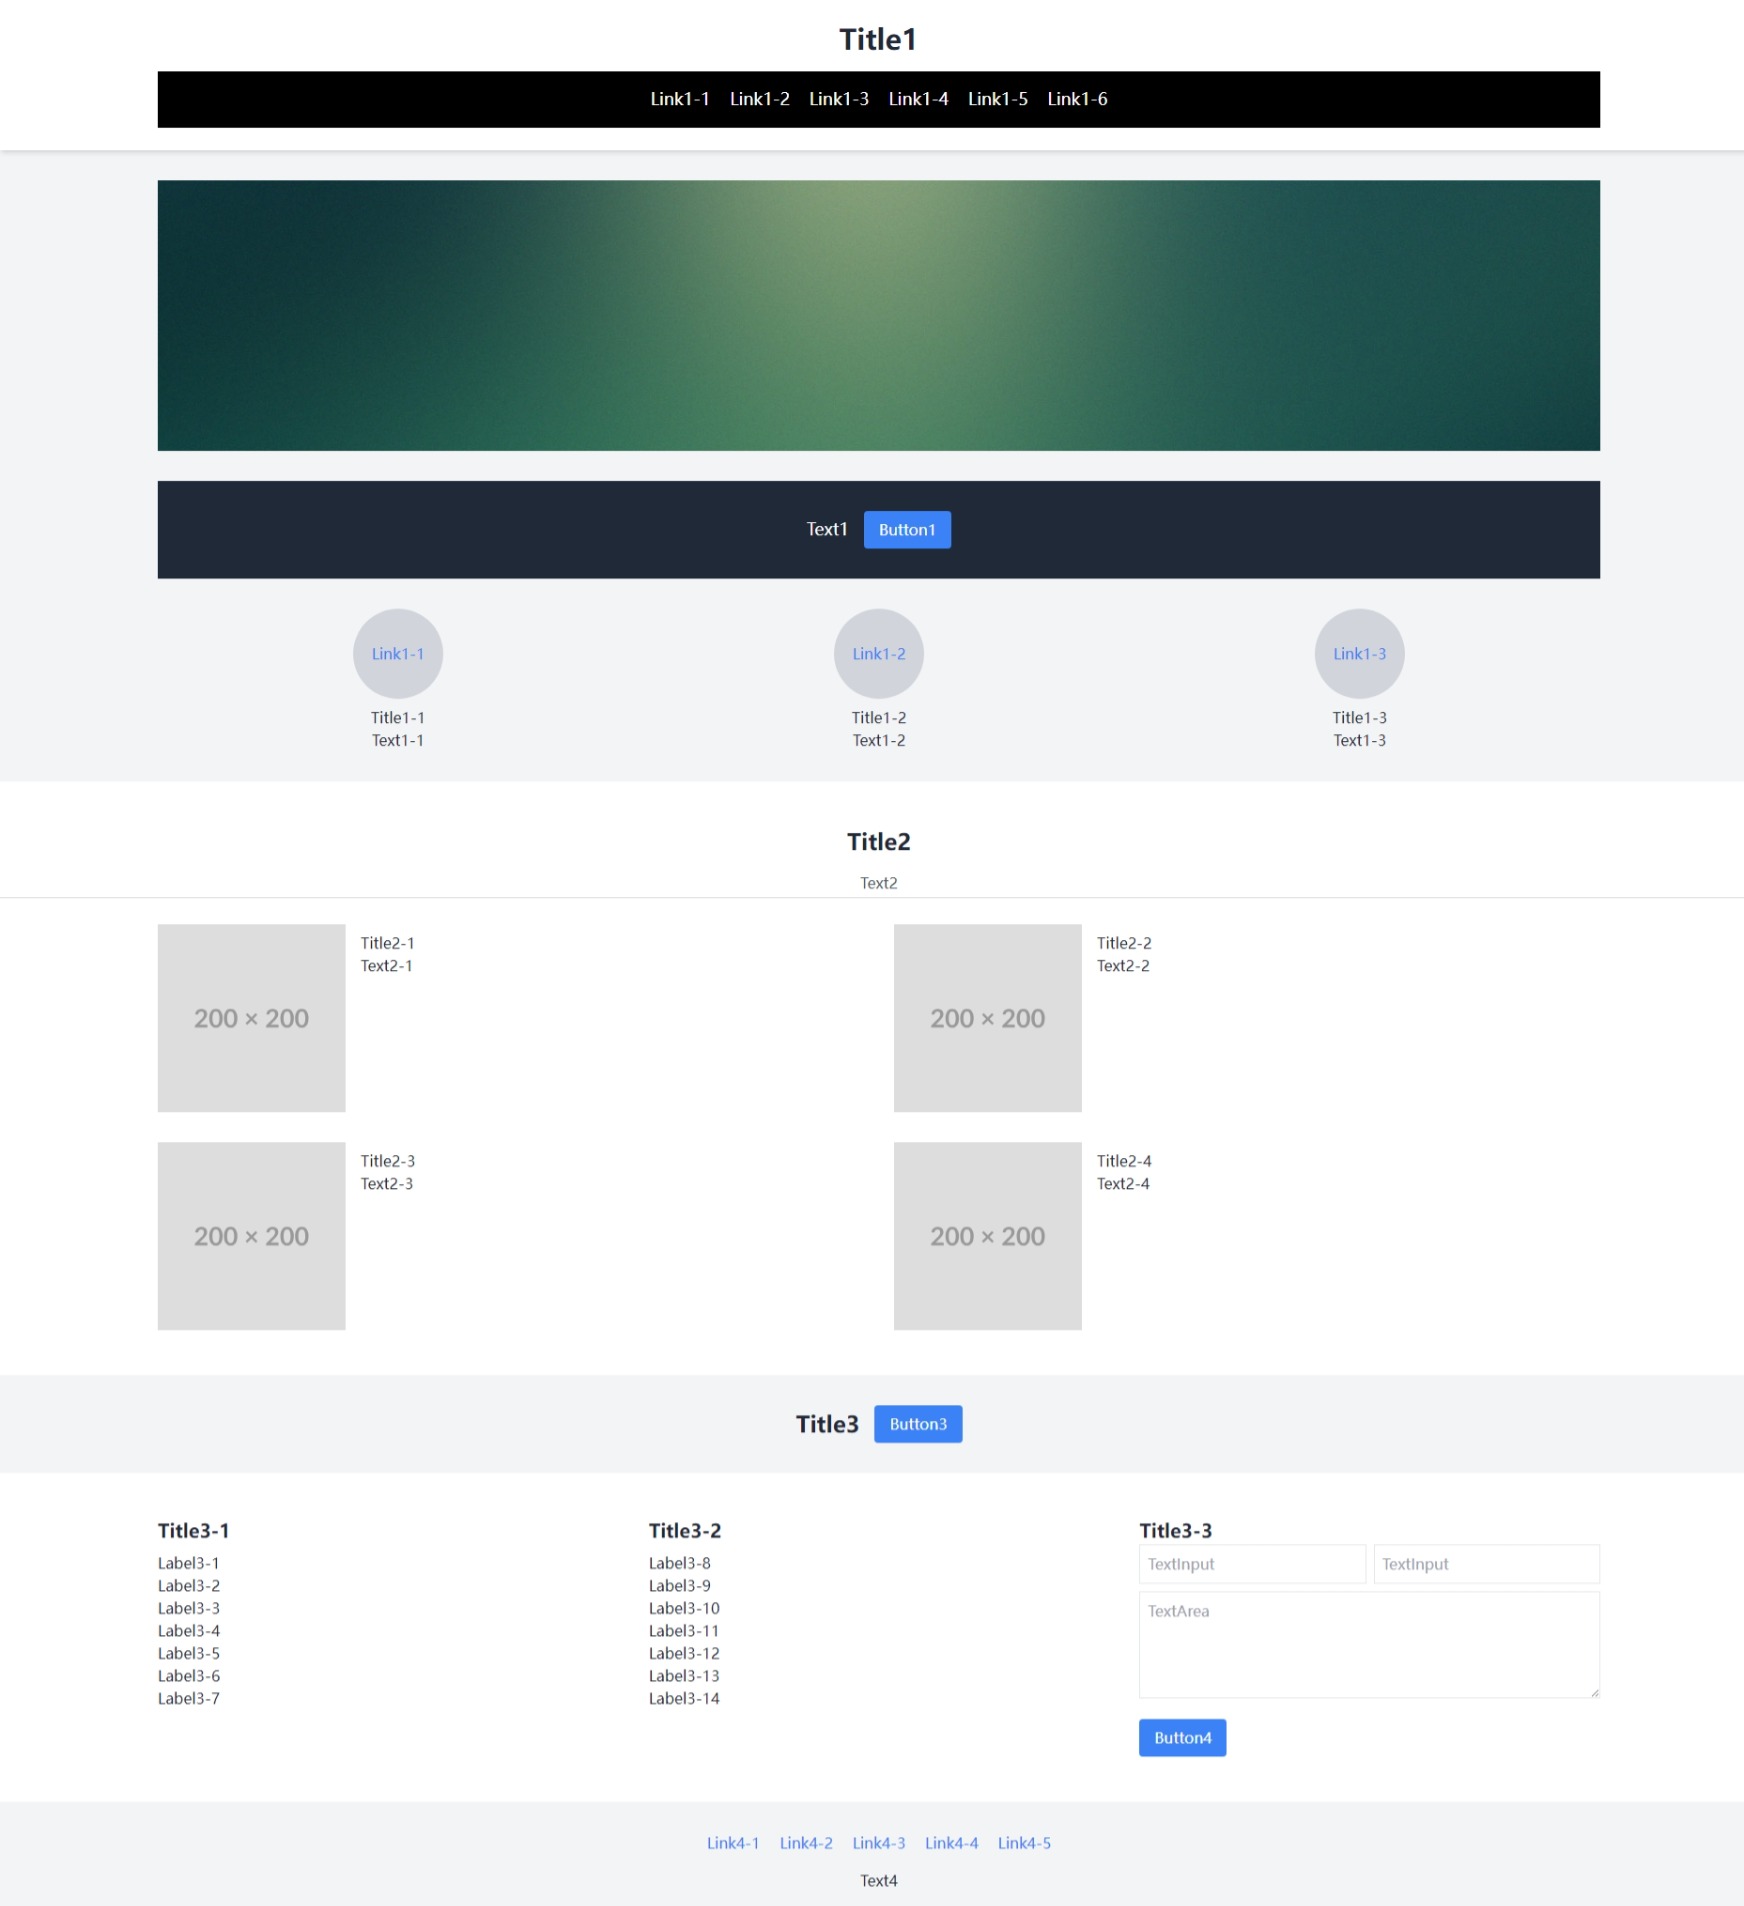 Title1
Link1-1 Link1-2 Link1-3 Link1-4 Link1-5 Link1-6
Text1 Button1
Link1-1 Link1-2 Link1-3
Title1-1 Title1-2 Title1-3
Text1-1 Text1-2 Text1-3
Title2
Text2
Title2-1
Text2-1
200 × 200
Title2-2
Text2-2
200 × 200
Title2-3
Text2-3
200 × 200
Title2-4
Text2-4
200 × 200
Title3 Button3
Title3-1
Label3-1
Label3-2
Label3-3
Label3-4
Label3-5
Label3-6
Label3-7
Title3-2
Label3-8
Label3-9
Label3-10
Label3-11
Label3-12
Label3-13
Label3-14
Title3-3
TextInput TextInput
TextArea
Button4
Link4-1 Link4-2 Link4-3 Link4-4 Link4-5
Text4